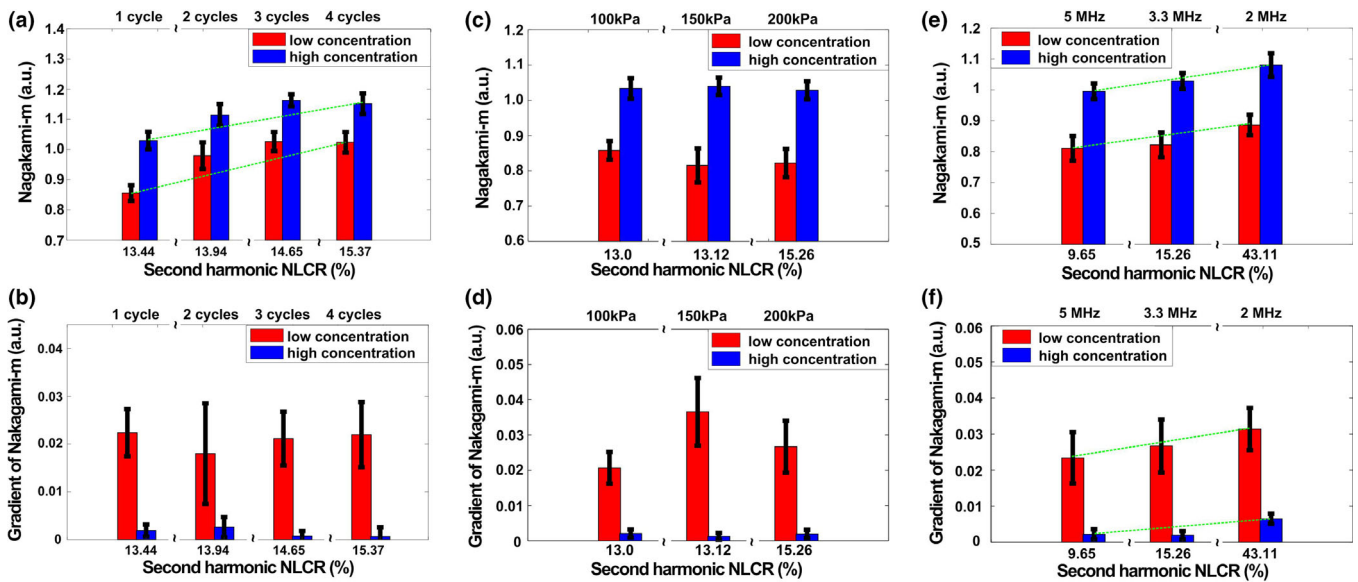 (a)
1 cycle 2 cycles 3 cycles 4 cycles
Nagakami-m (a.u.)
1.4
1.3
1.2
1.1
1.0
0.9
0.8
0.7
low concentration
high concentration
13.44 13.94 14.65 15.37
Second harmonic NLCR (%)
(b)
1 cycle 2 cycles 3 cycles 4 cycles
Gradient of Nakagami-m (a.u.)
0.04
0.03
0.02
0.01
0
low concentration
high concentration
13.44 13.94 14.65 15.37
Second harmonic NLCR (%)
(c)
100kPa 150kPa 200kPa
Nagakami-m (a.u.)
1.2
1.1
1.0
0.9
0.8
0.7
0.6
low concentration
high concentration
13.0 13.12 15.26
Second harmonic NLCR (%)
(d)
100kPa 150kPa 200kPa
Gradient of Nakagami-m (a.u.)
0.06
0.05
0.04
0.03
0.02
0.01
0
low concentration
high concentration
13.0 13.12 15.26
Second harmonic NLCR (%)
(e)
5 MHz 3.3 MHz 2 MHz
Nagakami-m (a.u.)
1.2
1.1
1
0.9
0.8
0.7
0.6
0.5
low concentration
high concentration
9.65 15.26 43.11
Second harmonic NLCR (%)
(f)
5 MHz 3.3 MHz 2 MHz
Gradient of Nakagami-m (a.u.)
0.06
0.05
0.04
0.03
0.02
0.01
0
low concentration
high concentration
9.65 15.26 43.11
Second harmonic NLCR (%)